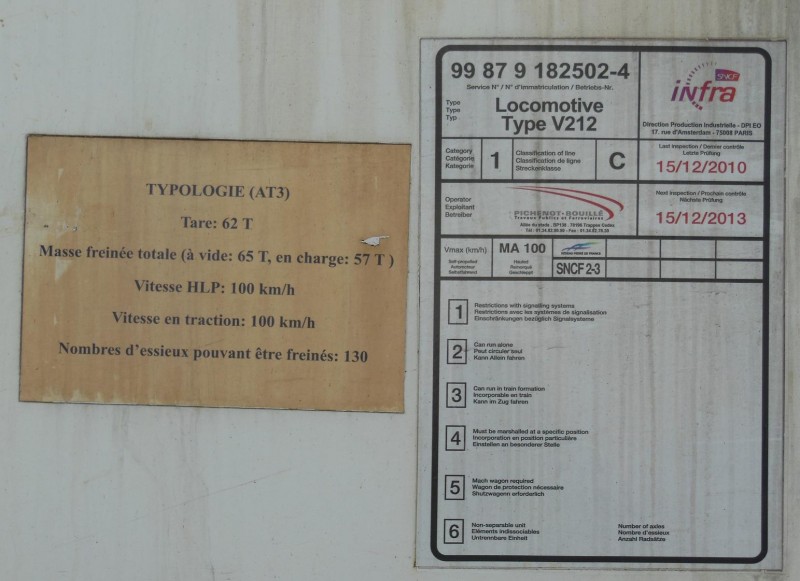 TYPOLOGIE (AT3)
Tare: 62 T
Masse freinée totale (à vide: 65 T, en charge: 57 T )
Vitesse HLP: 100 km/h
Vitesse en traction: 100 km/h
Nombres d'essieux pouvant être freinés: 130
99 87 9 182502-4
Service N° / N° d'immatriculation / Betriebs-Nr.
Type
Type
Typ
Locomotive
Type V212
SNCF
infra
Direction Production Industrielle - DPI EO
17. rue d'Amsterdam - 75008 PARIS
Category
Catégorie
Kategorie
1
Classification of line
Classification de ligne
Streckenklasse
C
Last inspection / Dernier contrôle
Letzte Prüfung
15/12/2010
Operator
Exploitant
Betreiber
PICHENOT-BOUILLÉ
Travaux Publics et Ferroviaires
Next inspection / Prochain contrôle
Nächste Prüfung
15/12/2013
Vmax (km/h)
MA 100
Self-propelled
Automoteur
Selbstfahrend
Hauled
Remorqué
Geschleppt
SNCF 2-3
1
Restrictions with signalling systems
Restrictions avec les systèmes de signalisation
Einschränkungen bezüglich Signalsysteme
2
Can run alone
Peut circuler seul
Kann Allein fahren
3
Can run in train formation
Incorporable en train
Kann im Zug fahren
4
Must be marshalled at a specific position
Incorporation en position particulière
Einstellen an besonderer Stelle
5
Mach wagon required
Wagon de protection nécessaire
Shutzwagenn erforderlich
6
Non-separable unit
Eléments indissociables
Untrennbare Einheit
Number of axles
Nombre d'essieux
Anzahl Radsätze